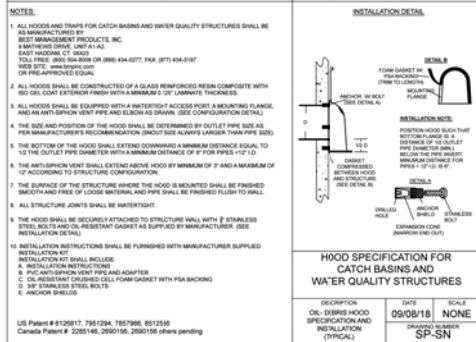 NOTES:
1. ALL HOODS AND TRAPS FOR CATCH BASINS AND WATER QUALITY STRUCTURES SHALL BE
AS MANUFACTURED BY:
BEST MANAGEMENT PRODUCTS, INC.
9 MATHEWS DRIVE, UNIT A1-A2
EAST HADDAM, CT 06423
TOLL FREE: (800) 504-8008 OR (888) 434-0277, FAX. (877) 434-3197
WEB SITE: www.bmpinc.com
OR PRE-APPROVED EQUAL
2. ALL HOODS SHALL BE CONSTRUCTED OF A GLASS REINFORCED RESIN COMPOSITE WITH
ISO GEL COAT EXTERIOR FINISH WITH A MINIMUM 0.125" LAMINATE THICKNESS.
3. ALL HOODS SHALL BE EQUIPPED WITH A WATERTIGHT ACCESS PORT, A MOUNTING FLANGE,
AND AN ANTI-SIPHON VENT PIPE AND ELBOW AS DRAWN. (SEE CONFIGURATION DETAIL)
4. THE SIZE AND POSITION OF THE HOOD SHALL BE DETERMINED BY OUTLET PIPE SIZE AS
PER MANUFACTURER'S RECOMMENDATION (SNOUT SIZE ALWAYS LARGER THAN PIPE SIZE).
5. THE BOTTOM OF THE HOOD SHALL EXTEND DOWNWARD A MINIMUM DISTANCE EQUAL TO
1/2 THE OUTLET PIPE DIAMETER WITH A MINIMUM DISTANCE OF 6" FOR PIPES <12" I.D.
6. THE ANTI-SIPHON VENT SHALL EXTEND ABOVE HOOD BY MINIMUM OF 3" AND A MAXIMUM OF
12" ACCORDING TO STRUCTURE CONFIGURATION.
7. THE SURFACE OF THE STRUCTURE WHERE THE HOOD IS MOUNTED SHALL BE FINISHED
SMOOTH AND FREE OF LOOSE MATERIAL AND PIPE SHALL BE FINISHED FLUSH TO WALL.
8. ALL STRUCTURE JOINTS SHALL BE WATERTIGHT.
9. THE HOOD SHALL BE SECURELY ATTACHED TO STRUCTURE WALL WITH STAINLESS
STEEL BOLTS AND OIL-RESISTANT GASKET AS SUPPLIED BY MANUFACTURER. (SEE
INSTALLATION DETAIL)
10. INSTALLATION INSTRUCTIONS SHALL BE FURNISHED WITH MANUFACTURER SUPPLIED
INSTALLATION KIT.
INSTALLATION KIT SHALL INCLUDE:
A. INSTALLATION INSTRUCTIONS
B. PVC ANTI-SIPHON VENT PIPE AND ADAPTER
C. OIL-RESISTANT CRUSHED CELL FOAM GASKET WITH PSA BACKING
D. 3/8" STAINLESS STEEL BOLTS
E. ANCHOR SHIELDS
US Patent # 6126817, 7951294, 7857966, 8512556
Canada Patent # 2285146, 2690156, 2690156 others pending
INSTALLATION DETAIL
DETAIL B
FOAM GASKET W/
PSA BACKING
(TRIM TO LENGTH)
MOUNTING
FLANGE
ANCHOR W/ BOLT
(SEE DETAIL A)
D
1/2 D
GASKET
COMPRESSED
BETWEEN HOOD
AND STRUCTURE
(SEE DETAIL B)
INSTALLATION NOTE:
POSITION HOOD SUCH THAT
BOTTOM FLANGE IS A
DISTANCE OF 1/2 OUTLET
PIPE DIAMETER (MIN.)
BELOW THE PIPE INVERT.
MINIMUM DISTANCE FOR
PIPES < 12" I.D. IS 6".
DETAIL A
DRILLED
HOLE
ANCHOR
SHIELD
STAINLESS
BOLT
EXPANSION CONE
(NARROW END OUT)
HOOD SPECIFICATION FOR
CATCH BASINS AND
WATER QUALITY STRUCTURES
DESCRIPTION
OIL- DEBRIS HOOD
SPECIFICATION AND
INSTALLATION
(TYPICAL)
DATE
09/08/18
SCALE
NONE
DRAWING NUMBER
SP-SN